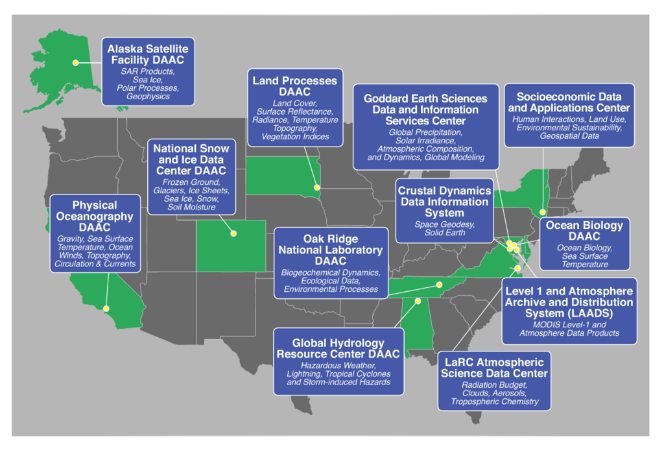 Alaska Satellite
Facility DAAC
SAR Products,
Sea Ice,
Polar Processes,
Geophysics
Land Processes
DAAC
Land Cover,
Surface Reflectance,
Radiance, Temperature
Topography,
Vegetation Indices
Goddard Earth Sciences
Data and Information
Services Center
Global Precipitation,
Solar Irradiance,
Atmospheric Composition,
and Dynamics, Global Modeling
Socioeconomic Data
and Applications Center
Human Interactions, Land Use,
Environmental Sustainability,
Geospatial Data
National Snow
and Ice Data
Center DAAC
Frozen Ground,
Glaciers, Ice Sheets,
Sea Ice, Snow,
Soil Moisture
Physical
Oceanography
DAAC
Gravity, Sea Surface
Temperature, Ocean
Winds, Topography,
Circulation & Currents
Crustal Dynamics
Data Information
System
Space Geodesy,
Solid Earth
Ocean Biology
DAAC
Ocean Biology,
Sea Surface
Temperature
Oak Ridge
National Laboratory
DAAC
Biogeochemical Dynamics,
Ecological Data,
Environmental Processes
Level 1 and Atmosphere
Archive and Distribution
System (LAADS)
MODIS Level-1 and
Atmosphere Data Products
Global Hydrology
Resource Center DAAC
Hazardous Weather,
Lightning, Tropical Cyclones
and Storm-induced Hazards
LaRC Atmospheric
Science Data Center
Radiation Budget,
Clouds, Aerosols,
Tropospheric Chemistry